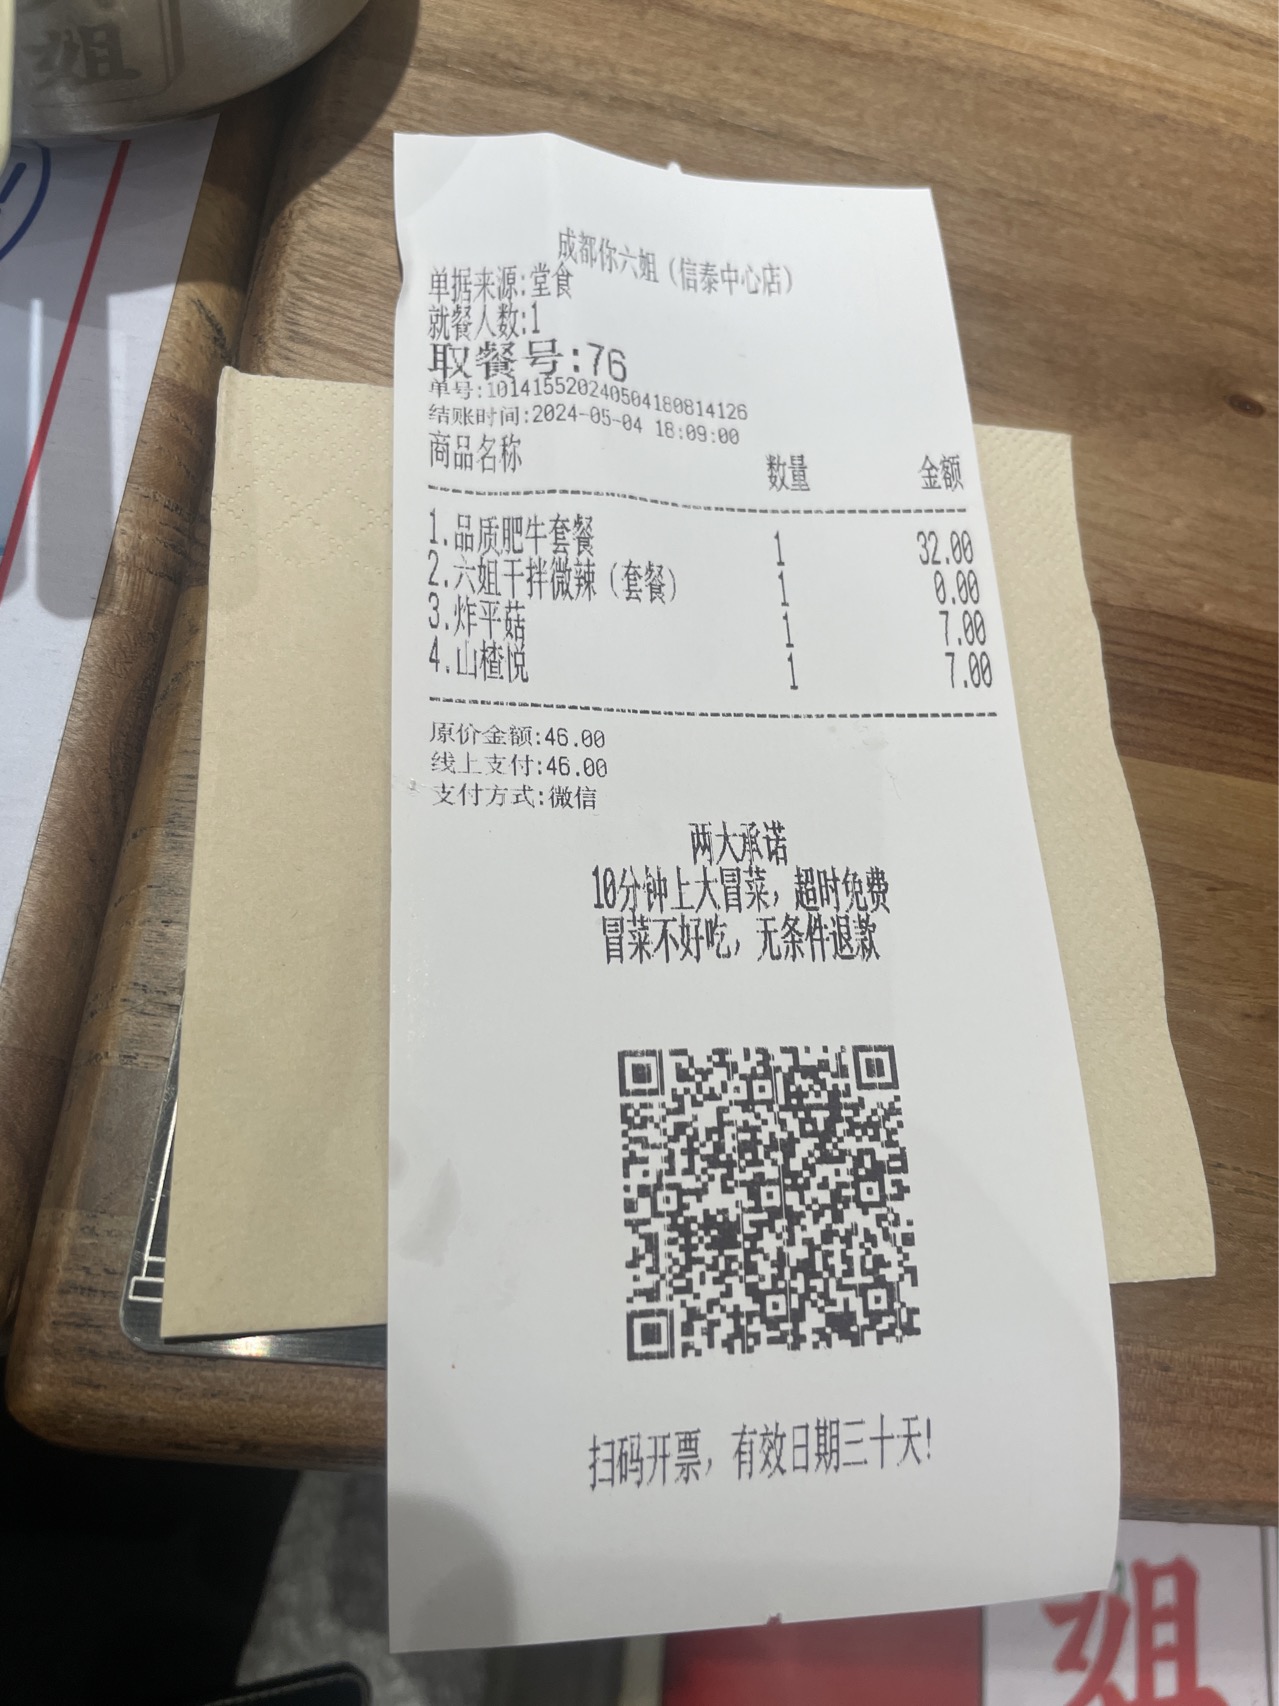 姐
成都你六姐（信泰中心店）
单据来源:堂食
就餐人数:1
取餐号:76
单号:101415520240504180814126
结账时间:2024-05-04 18:09:00
商品名称 数量 金额
1.品质肥牛套餐 1 32.00
2.六姐干拌微辣（套餐） 1 0.00
3.炸平菇 1 7.00
4.山楂悦 1 7.00
原价金额:46.00
线上支付:46.00
支付方式:微信
两大承诺
10分钟上大冒菜，超时免费
冒菜不好吃，无条件退款
扫码开票，有效日期三十天!
姐